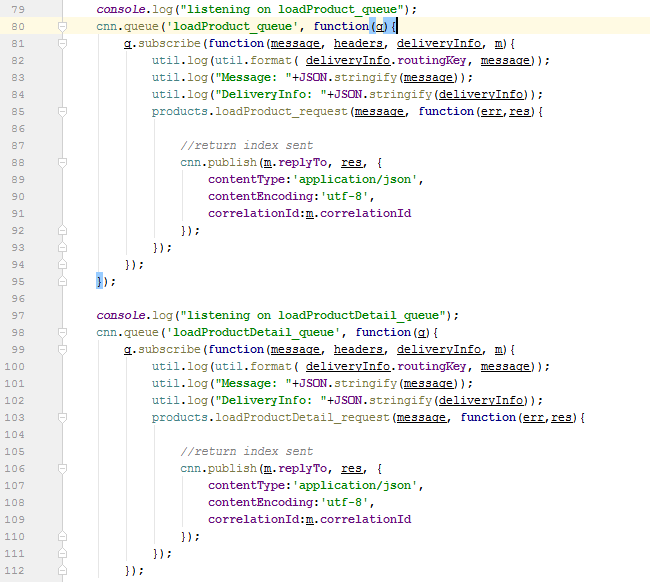 79 console.log("listening on loadProduct_queue");
80 cnn.queue('loadProduct_queue', function(q){
81 q.subscribe(function(message, headers, deliveryInfo, m){
82 util.log(util.format( deliveryInfo.routingKey, message));
83 util.log("Message: "+JSON.stringify(message));
84 util.log("DeliveryInfo: "+JSON.stringify(deliveryInfo));
85 products.loadProduct_request(message, function(err,res){
86
87 //return index sent
88 cnn.publish(m.replyTo, res, {
89 contentType:'application/json',
90 contentEncoding:'utf-8',
91 correlationId:m.correlationId
92 });
93 });
94 });
95 });
96
97 console.log("listening on loadProductDetail_queue");
98 cnn.queue('loadProductDetail_queue', function(q){
99 q.subscribe(function(message, headers, deliveryInfo, m){
100 util.log(util.format( deliveryInfo.routingKey, message));
101 util.log("Message: "+JSON.stringify(message));
102 util.log("DeliveryInfo: "+JSON.stringify(deliveryInfo));
103 products.loadProductDetail_request(message, function(err,res){
104
105 //return index sent
106 cnn.publish(m.replyTo, res, {
107 contentType:'application/json',
108 contentEncoding:'utf-8',
109 correlationId:m.correlationId
110 });
111 });
112 });